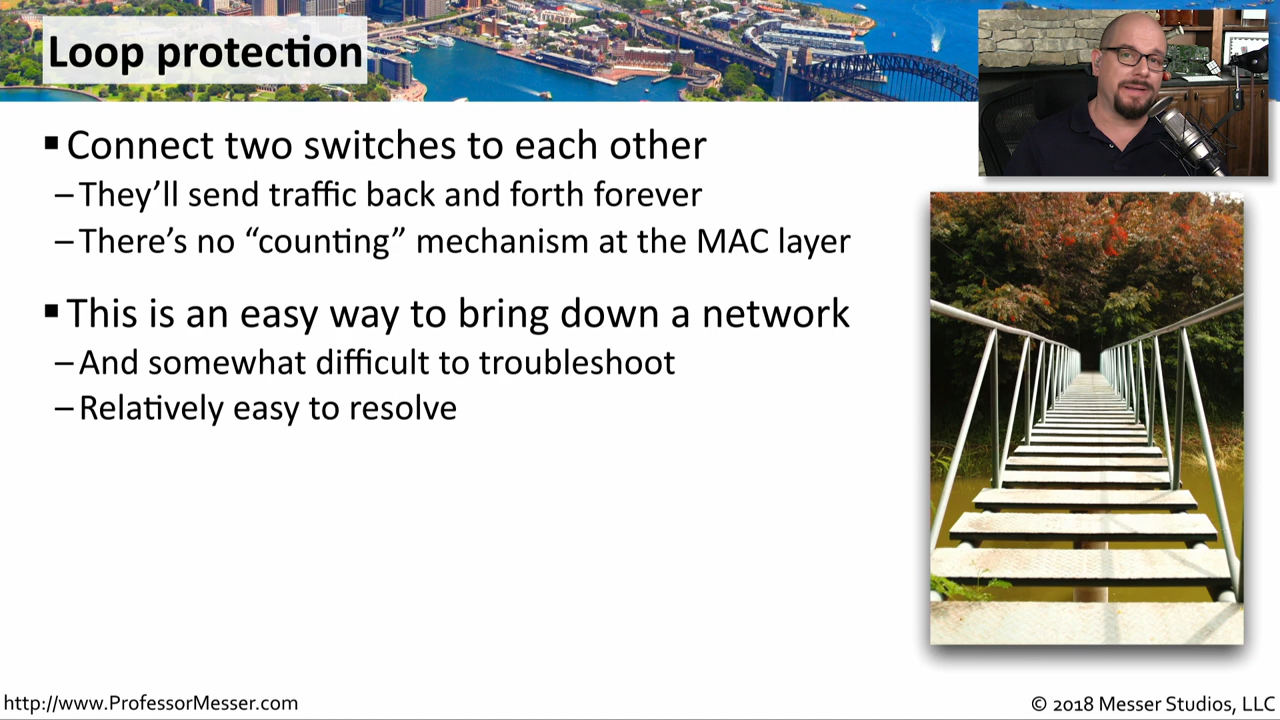 Loop protection
▪ Connect two switches to each other
– They’ll send traffic back and forth forever
– There’s no “counting” mechanism at the MAC layer
▪ This is an easy way to bring down a network
– And somewhat difficult to troubleshoot
– Relatively easy to resolve
http://www.ProfessorMesser.com
© 2018 Messer Studios, LLC